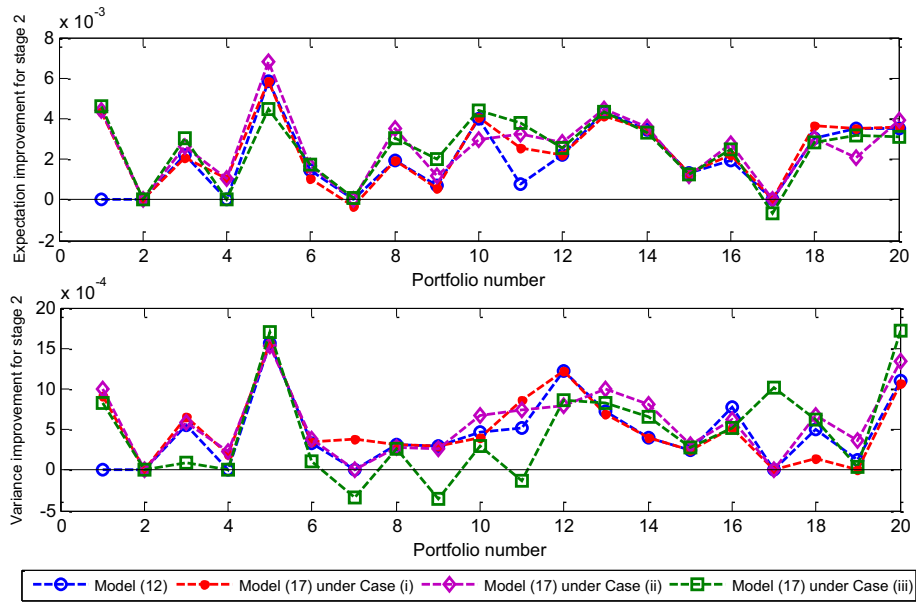 x 10^-3
8
6
4
2
0
-2
Expectation improvement for stage 2
0 2 4 6 8 10 12 14 16 18 20
Portfolio number
x 10^-4
20
15
10
5
0
-5
Variance improvement for stage 2
0 2 4 6 8 10 12 14 16 18 20
Portfolio number
Model (12) Model (17) under Case (i) Model (17) under Case (ii) Model (17) under Case (iii)